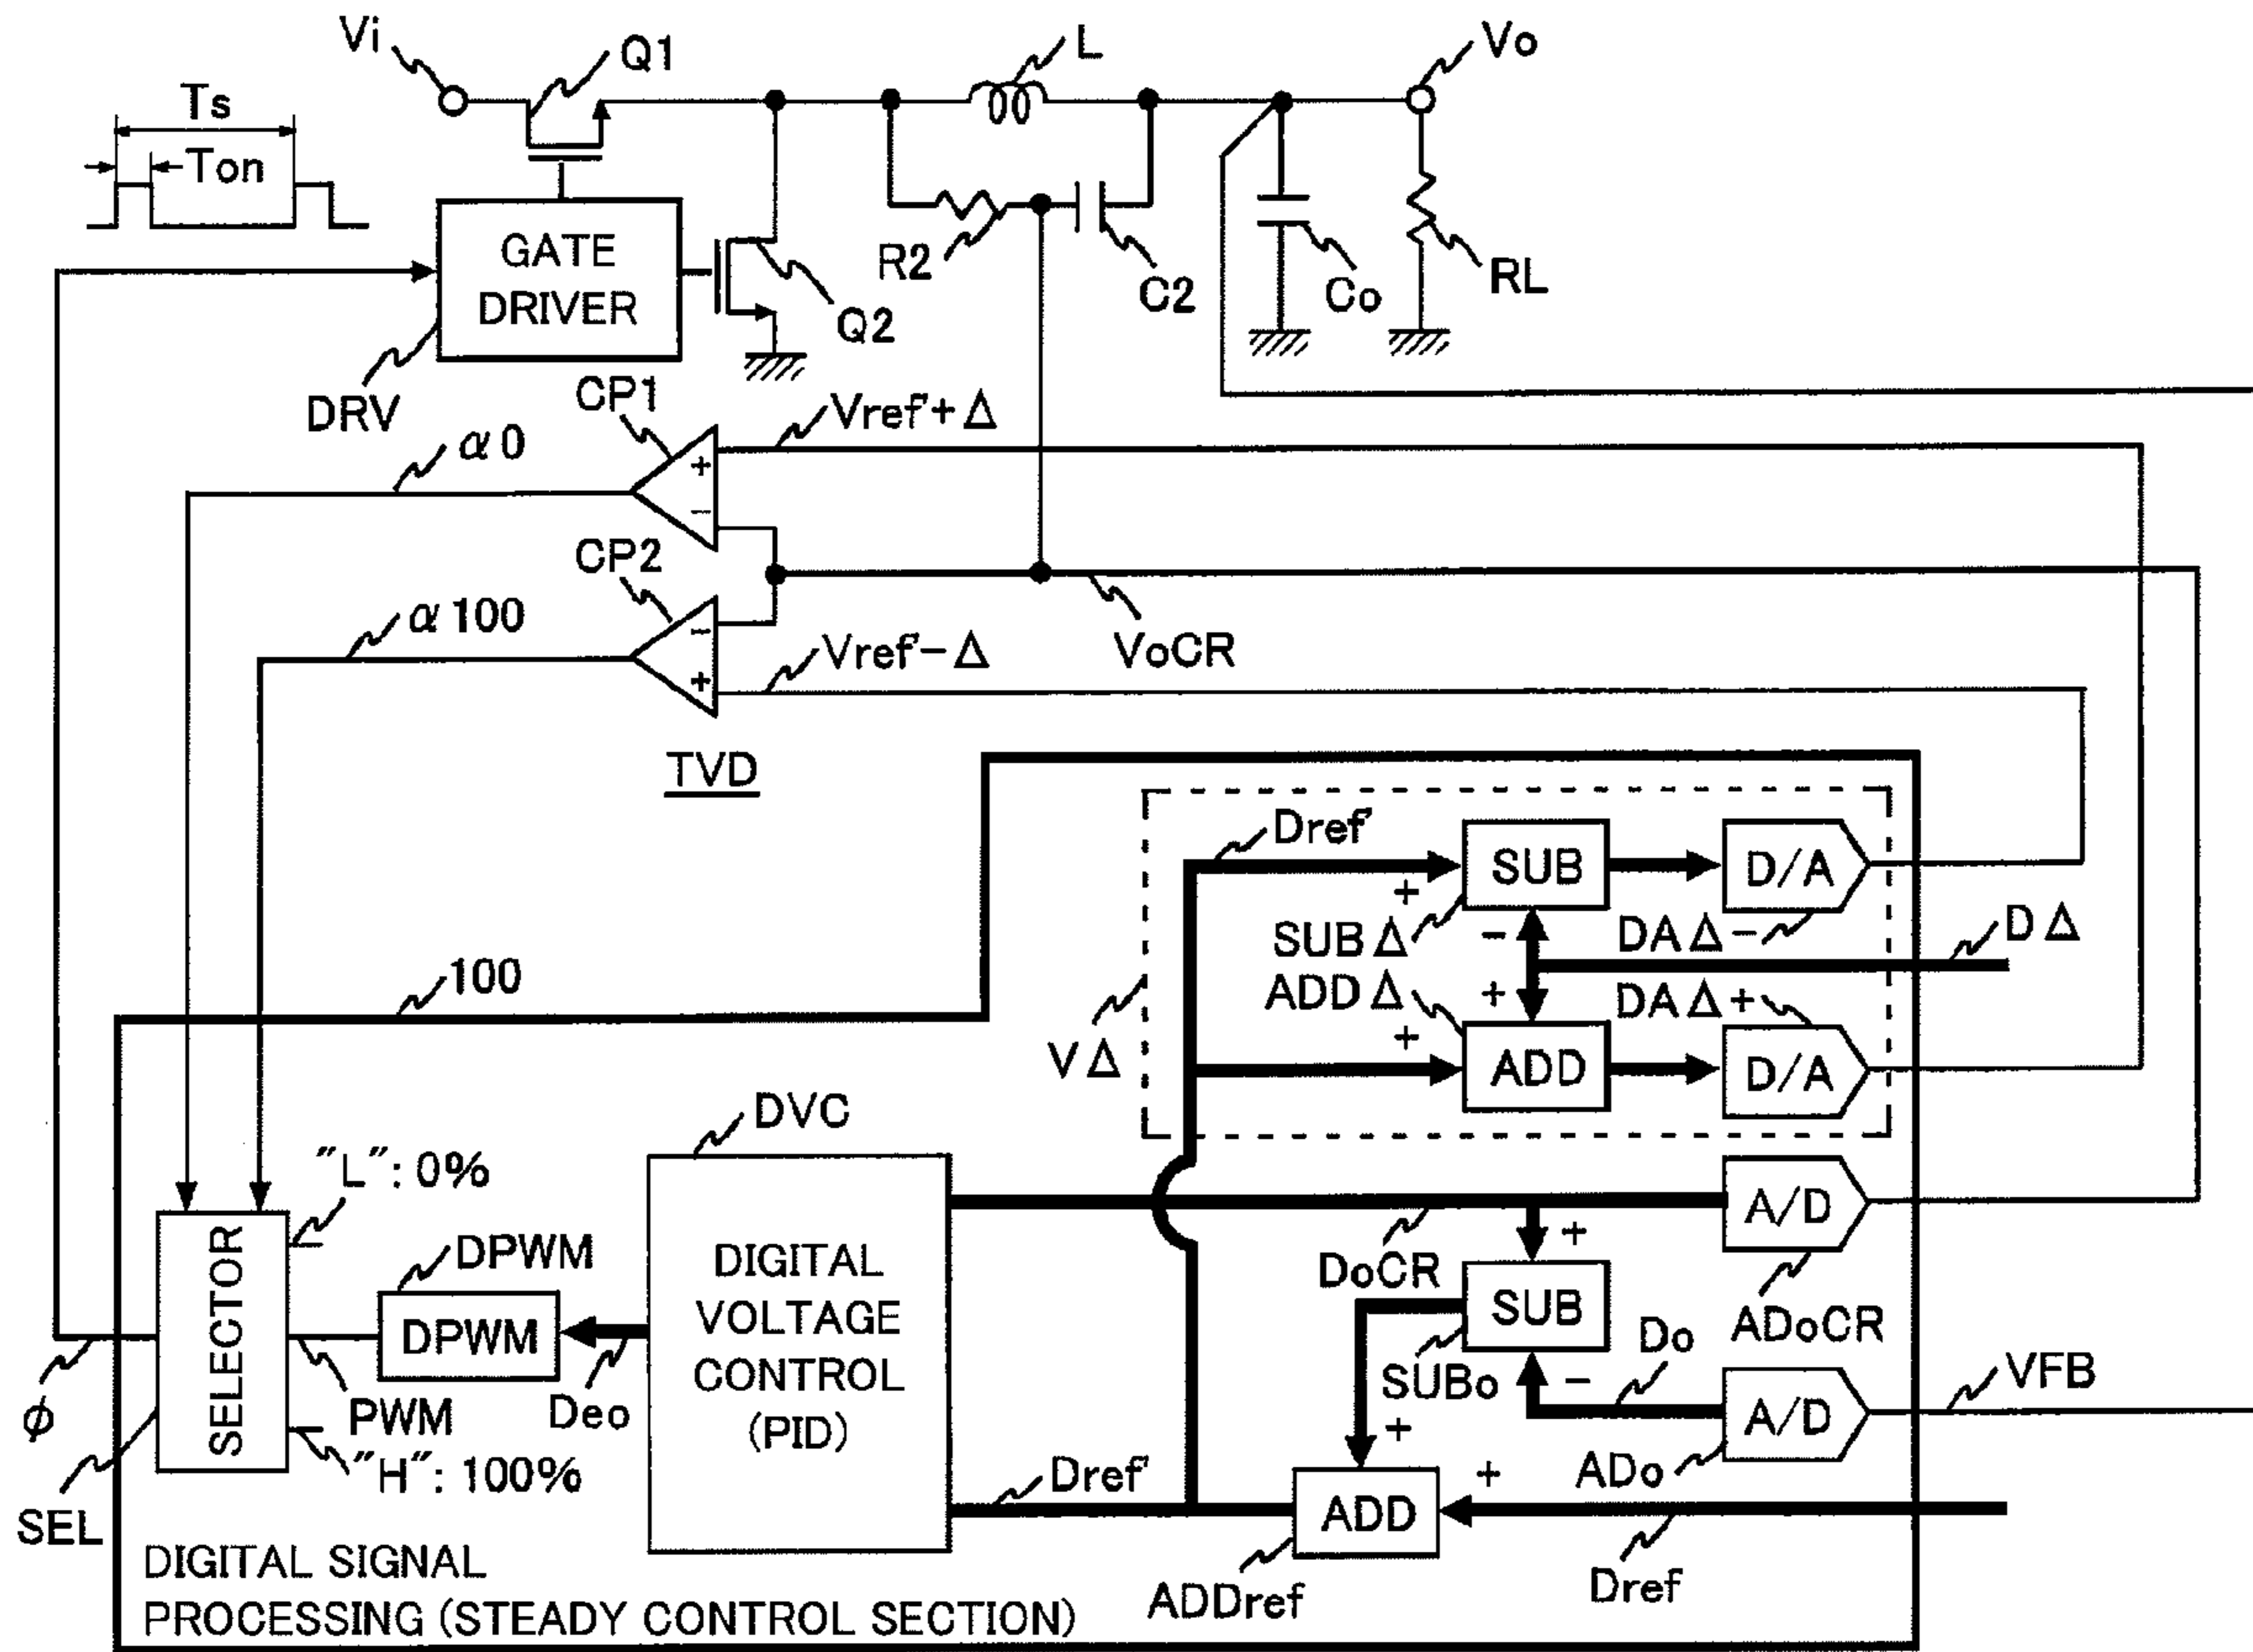 Vi
Q1
L
Vo
Ts
Ton
GATE
DRIVER
R2
C2
Co
RL
Q2
DRV
CP1
Vref'+Δ
α0
CP2
α100
Vref'-Δ
VoCR
TVD
Dref'
SUB
D/A
SUBΔ
DAΔ-
DΔ
100
ADDΔ
DAΔ+
VΔ
ADD
D/A
DVC
"L": 0%
A/D
SELECTOR
DPWM
DIGITAL
VOLTAGE
CONTROL
(PID)
DoCR
SUB
ADoCR
DPWM
Do
SUBo
VFB
φ
PWM
Deo
A/D
"H": 100%
Dref'
ADo
SEL
ADD
DIGITAL SIGNAL
PROCESSING (STEADY CONTROL SECTION)
ADDref
Dref
+
-
-
+
+
-
+
+
+
-
+
+